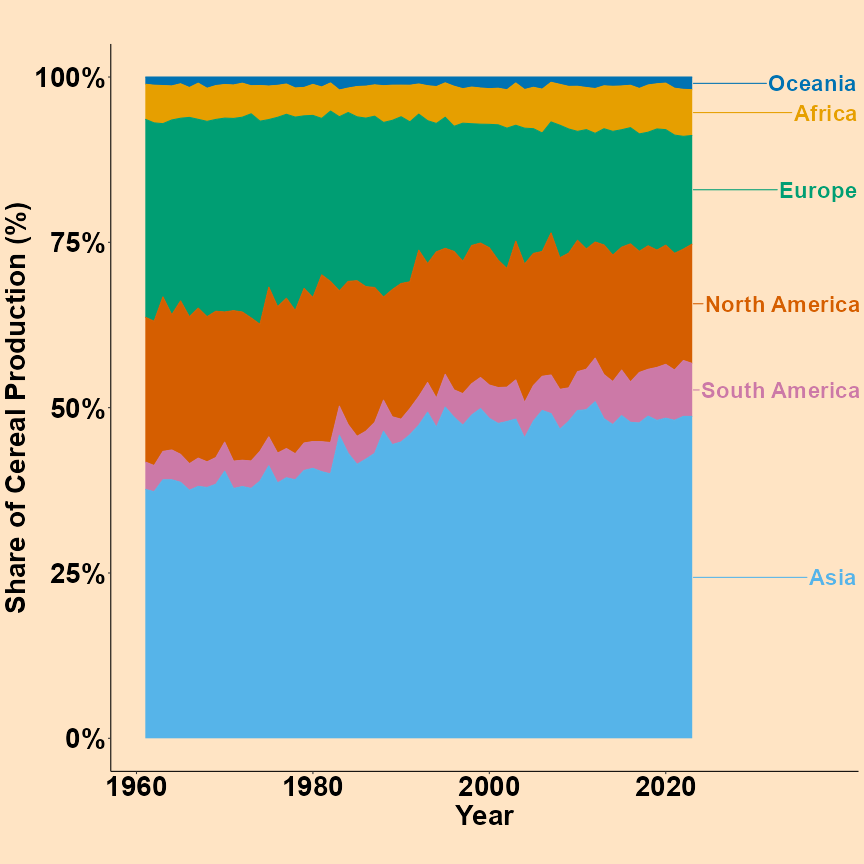 Share of Cereal Production (%)
100%
75%
50%
25%
0%
Oceania
Africa
Europe
North America
South America
Asia
1960 1980 2000 2020
Year